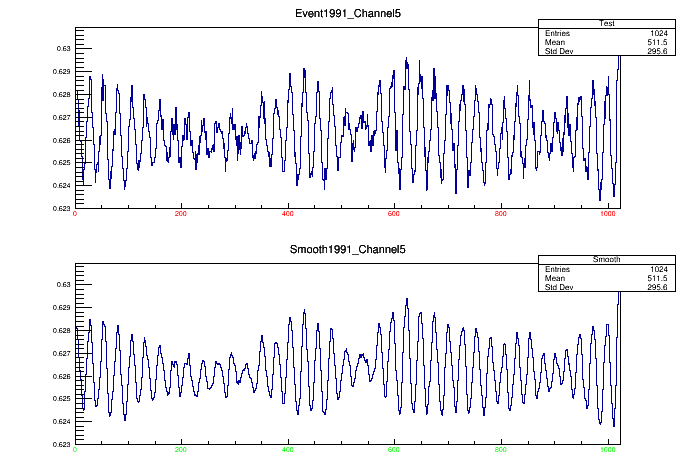 Event1991_Channel5
Test
Entries 1024
Mean 511.5
Std Dev 295.6
0.63
0.629
0.628
0.627
0.626
0.625
0.624
0.623
0 200 400 600 800 1000
Smooth1991_Channel5
Smooth
Entries 1024
Mean 511.5
Std Dev 295.6
0.63
0.629
0.628
0.627
0.626
0.625
0.624
0.623
0 200 400 600 800 1000